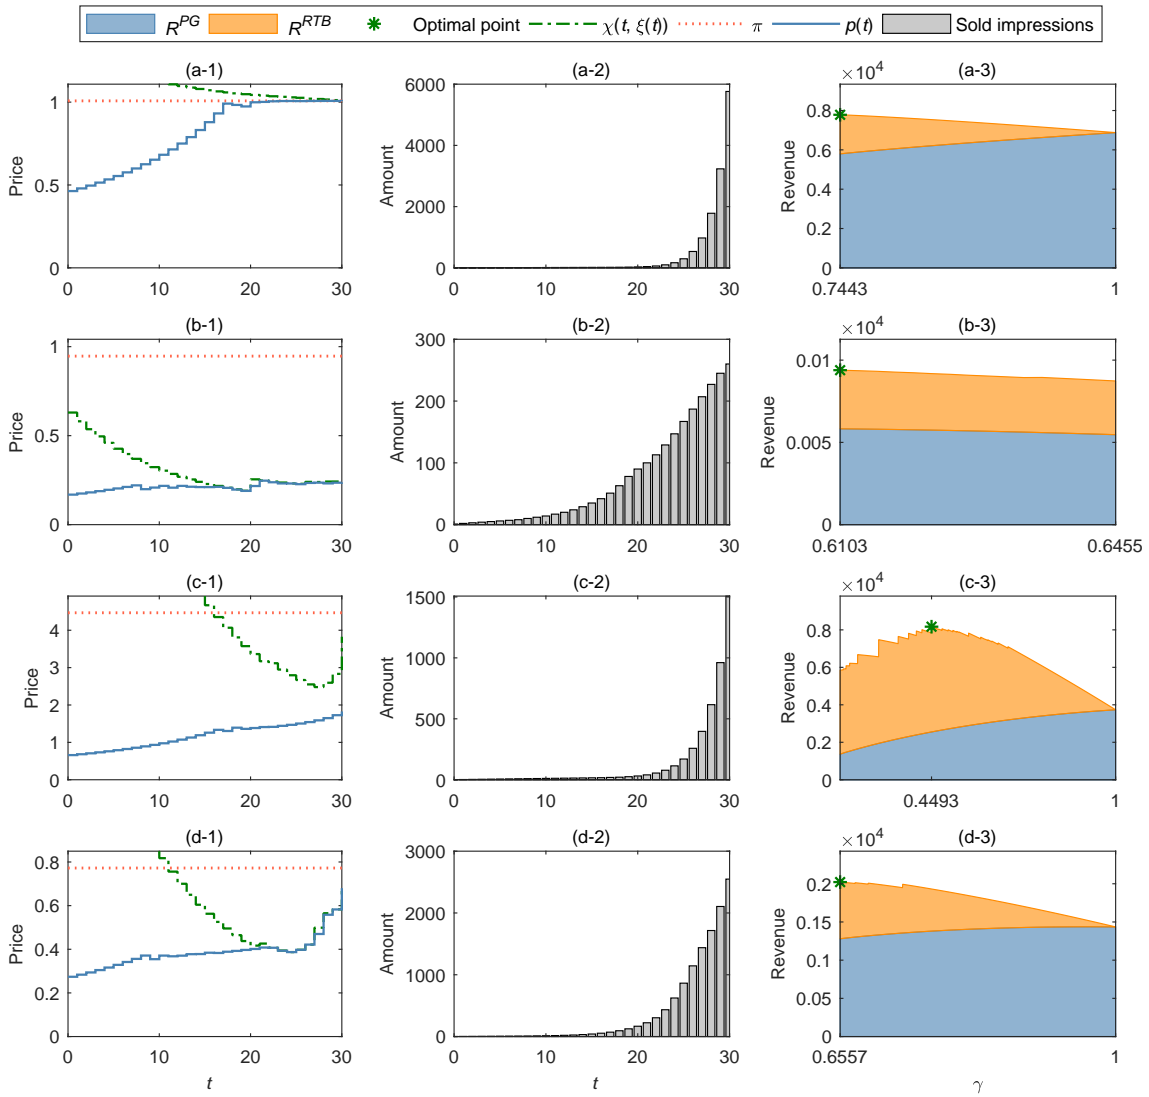 R^PG R^RTB Optimal point χ(t, ξ(t)) π p(t) Sold impressions
(a-1) (a-2) (a-3)
×10^4
1
0.5
0
Price
0 10 20 30
6000
4000
2000
0
Amount
0 10 20 30
0.8
0.6
0.4
0.2
0
Revenue
0.7443 1
(b-1) (b-2) (b-3)
×10^4
1
0.5
0
Price
0 10 20 30
300
200
100
0
Amount
0 10 20 30
0.01
0.005
0
Revenue
0.6103 0.6455
(c-1) (c-2) (c-3)
×10^4
4
3
2
1
0
Price
0 10 20 30
1500
1000
500
0
Amount
0 10 20 30
0.8
0.6
0.4
0.2
0
Revenue
0.4493 1
(d-1) (d-2) (d-3)
×10^4
0.8
0.6
0.4
0.2
0
Price
0 10 20 30
t
3000
2000
1000
0
Amount
0 10 20 30
t
0.2
0.15
0.1
0.05
0
Revenue
0.6557 1
γ